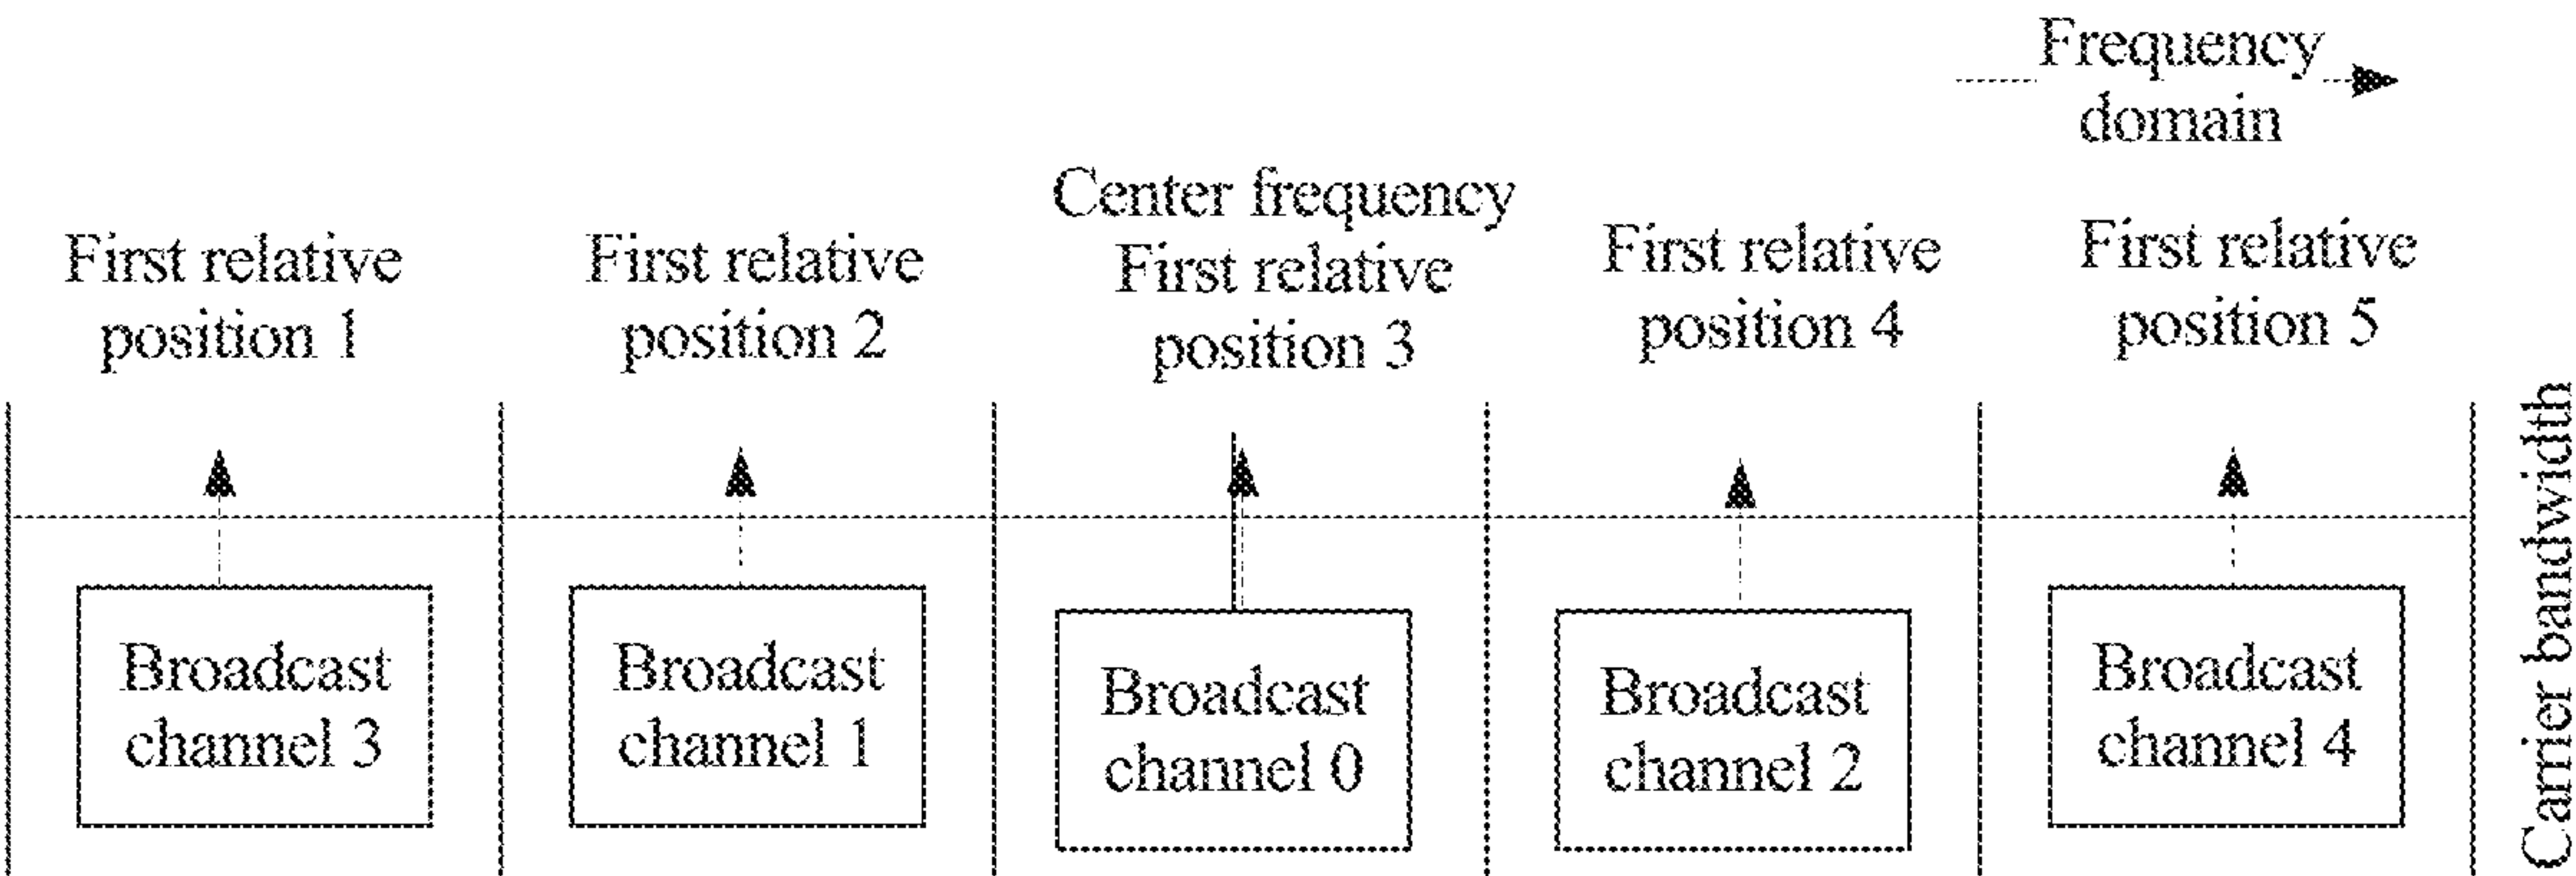 Frequency
domain
First relative
position 1
First relative
position 2
Center frequency
First relative
position 3
First relative
position 4
First relative
position 5
Broadcast
channel 3
Broadcast
channel 1
Broadcast
channel 0
Broadcast
channel 2
Broadcast
channel 4
Carrier bandwidth